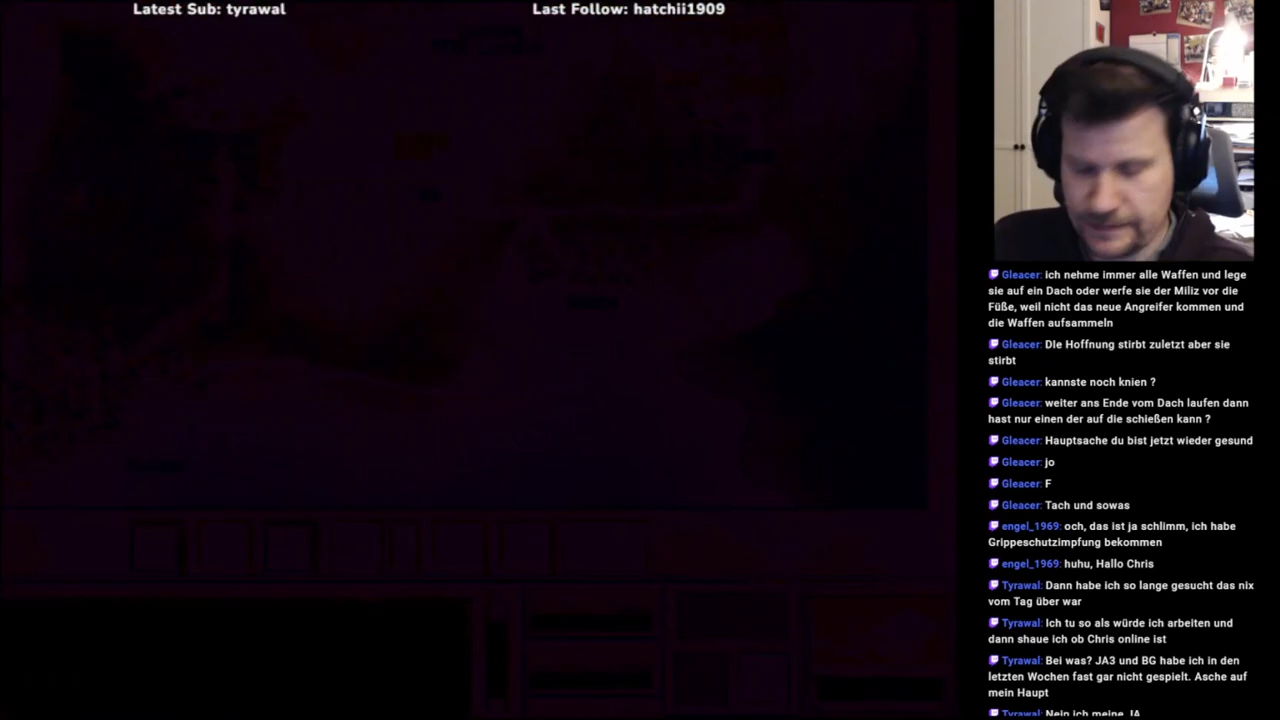 Latest Sub: tyrawal
Last Follow: hatchii1909
Gleacer: ich nehme immer alle Waffen und lege
sie auf ein Dach oder werfe sie der Miliz vor die
Füße, weil nicht das neue Angreifer kommen und
die Waffen aufsammeln
Gleacer: DIe Hoffnung stirbt zuletzt aber sie
stirbt
Gleacer: kannste noch knien ?
Gleacer: weiter ans Ende vom Dach laufen dann
hast nur einen der auf die schießen kann ?
Gleacer: Hauptsache du bist jetzt wieder gesund
Gleacer: jo
Gleacer: F
Gleacer: Tach und sowas
engel_1969: och, das ist ja schlimm, ich habe
Grippeschutzimpfung bekommen
engel_1969: huhu, Hallo Chris
Tyrawal: Dann habe ich so lange gesucht das nix
vom Tag über war
Tyrawal: Ich tu so als würde ich arbeiten und
dann shaue ich ob Chris online ist
Tyrawal: Bei was? JA3 und BG habe ich in den
letzten Wochen fast gar nicht gespielt. Asche auf
mein Haupt
Tyrawal: Nein ich meine JA